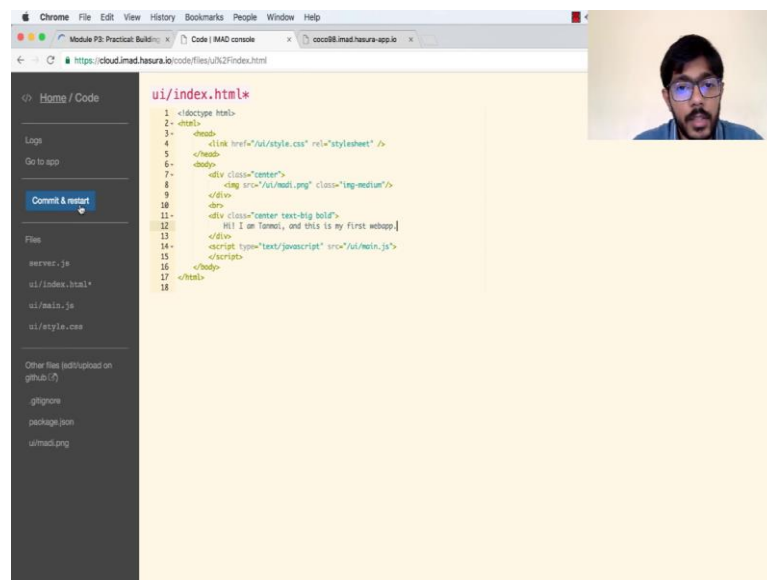 Chrome File Edit View History Bookmarks People Window Help
Module P3: Practical: Building
Code | IMAD console
coco98.imad.hasura-app.io
https://cloud.imad.hasura.io/code/files/ui%2Findex.html
</> Home / Code
Logs
Go to app
Commit & restart
Files
server.js
ui/index.html*
ui/main.js
ui/style.css
Other files (edit/upload on
github)
.gitignore
package.json
ui/madi.png
ui/index.html*
1 <!doctype html>
2 <html>
3 <head>
4 <link href="/ui/style.css" rel="stylesheet" />
5 </head>
6 <body>
7 <div class="center">
8 <img src="/ui/madi.png" class="img-medium"/>
9 </div>
10 <br>
11 <div class="center text-big bold">
12 Hi! I am Tanmai, and this is my first webapp.
13 </div>
14 <script type="text/javascript" src="/ui/main.js">
15 </script>
16 </body>
17 </html>
18